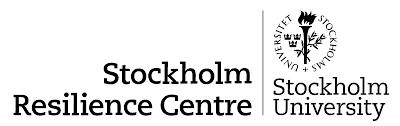 Stockholm
Resilience Centre
STOCKHOLMS UNIVERSITET
Stockholm
University